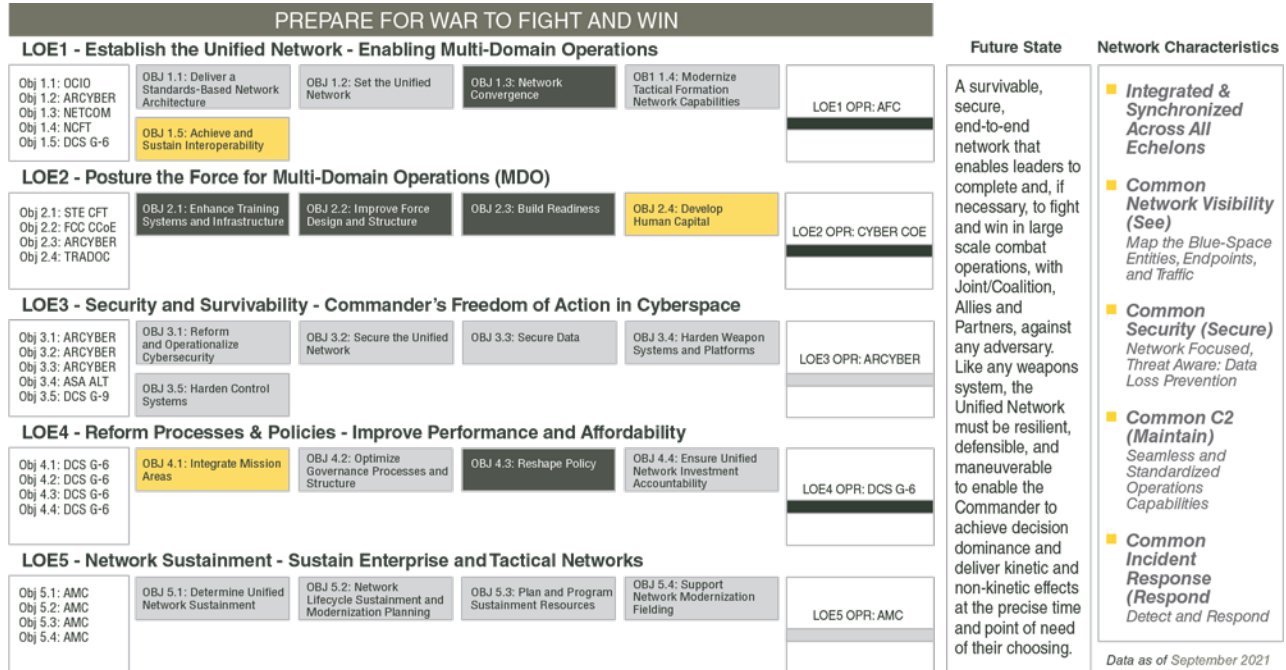 PREPARE FOR WAR TO FIGHT AND WIN
LOE1 - Establish the Unified Network - Enabling Multi-Domain Operations
Obj 1.1: OCIO
Obj 1.2: ARCYBER
Obj 1.3: NETCOM
Obj 1.4: NCFT
Obj 1.5: DCS G-6
OBJ 1.1: Deliver a
Standards-Based Network
Architecture
OBJ 1.2: Set the Unified
Network
OBJ 1.3: Network
Convergence
OB1 1.4: Modernize
Tactical Formation
Network Capabilities
OBJ 1.5: Achieve and
Sustain Interoperability
LOE1 OPR: AFC
LOE2 - Posture the Force for Multi-Domain Operations (MDO)
Obj 2.1: STE CFT
Obj 2.2: FCC CCoE
Obj 2.3: ARCYBER
Obj 2.4: TRADOC
OBJ 2.1: Enhance Training
Systems and Infrastructure
OBJ 2.2: Improve Force
Design and Structure
OBJ 2.3: Build Readiness
OBJ 2.4: Develop
Human Capital
LOE2 OPR: CYBER COE
LOE3 - Security and Survivability - Commander's Freedom of Action in Cyberspace
Obj 3.1: ARCYBER
Obj 3.2: ARCYBER
Obj 3.3: ARCYBER
Obj 3.4: ASA ALT
Obj 3.5: DCS G-9
OBJ 3.1: Reform
and Operationalize
Cybersecurity
OBJ 3.2: Secure the Unified
Network
OBJ 3.3: Secure Data
OBJ 3.4: Harden Weapon
Systems and Platforms
OBJ 3.5: Harden Control
Systems
LOE3 OPR: ARCYBER
LOE4 - Reform Processes & Policies - Improve Performance and Affordability
Obj 4.1: DCS G-6
Obj 4.2: DCS G-6
Obj 4.3: DCS G-6
Obj 4.4: DCS G-6
OBJ 4.1: Integrate Mission
Areas
OBJ 4.2: Optimize
Governance Processes and
Structure
OBJ 4.3: Reshape Policy
OBJ 4.4: Ensure Unified
Network Investment
Accountability
LOE4 OPR: DCS G-6
LOE5 - Network Sustainment - Sustain Enterprise and Tactical Networks
Obj 5.1: AMC
Obj 5.2: AMC
Obj 5.3: AMC
Obj 5.4: AMC
OBJ 5.1: Determine Unified
Network Sustainment
OBJ 5.2: Network
Lifecycle Sustainment and
Modernization Planning
OBJ 5.3: Plan and Program
Sustainment Resources
OBJ 5.4: Support
Network Modernization
Fielding
LOE5 OPR: AMC
Future State
A survivable,
secure,
end-to-end
network that
enables leaders to
complete and, if
necessary, to fight
and win in large
scale combat
operations, with
Joint/Coalition,
Allies and
Partners, against
any adversary.
Like any weapons
system, the
Unified Network
must be resilient,
defensible, and
maneuverable
to enable the
Commander to
achieve decision
dominance and
deliver kinetic and
non-kinetic effects
at the precise time
and point of need
of their choosing.
Network Characteristics
Integrated &
Synchronized
Across All
Echelons
Common
Network Visibility
(See)
Map the Blue-Space
Entities, Endpoints,
and Traffic
Common
Security (Secure)
Network Focused,
Threat Aware: Data
Loss Prevention
Common C2
(Maintain)
Seamless and
Standardized
Operations
Capabilities
Common
Incident
Response
(Respond
Detect and Respond
Data as of September 2021